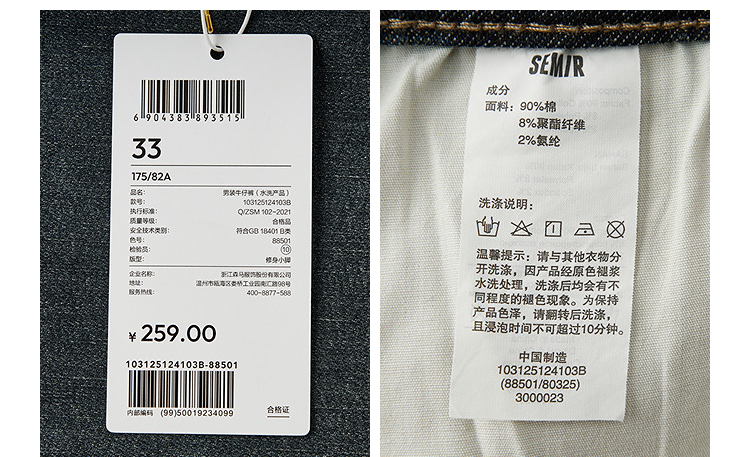 6 904383 893515
33
175/82A
品名: 男装牛仔裤(水洗产品)
款号: 103125124103B
执行标准: Q/ZSM 102-2021
质量等级: 合格品
安全技术类别: 符合GB 18401 B类
色号: 88501
检验员: 10
版型: 修身小脚
企业名称: 浙江森马服饰股份有限公司
地址: 温州市瓯海区娄桥工业园南汇路98号
服务热线: 400-8877-588
¥ 259.00
103125124103B-88501
内部编码 (99)50019234099
合格证
SEMIR
成分
面料: 90%棉
8%聚酯纤维
2%氨纶
洗涤说明:
温馨提示: 请与其他衣物分
开洗涤, 因产品经原色褪浆
水洗处理, 洗涤后均会有不
同程度的褪色现象。为保持
产品色泽, 请翻转后洗涤,
且浸泡时间不可超过10分钟。
中国制造
103125124103B
(88501/80325)
3000023